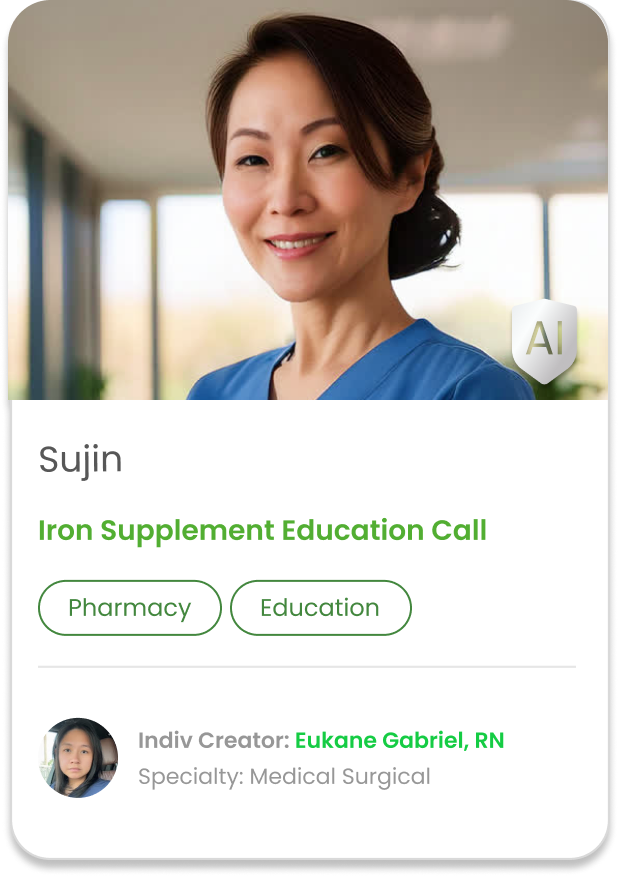 AI
Sujin
Iron Supplement Education Call
Pharmacy
Education
Indiv Creator: Eukane Gabriel, RN
Specialty: Medical Surgical